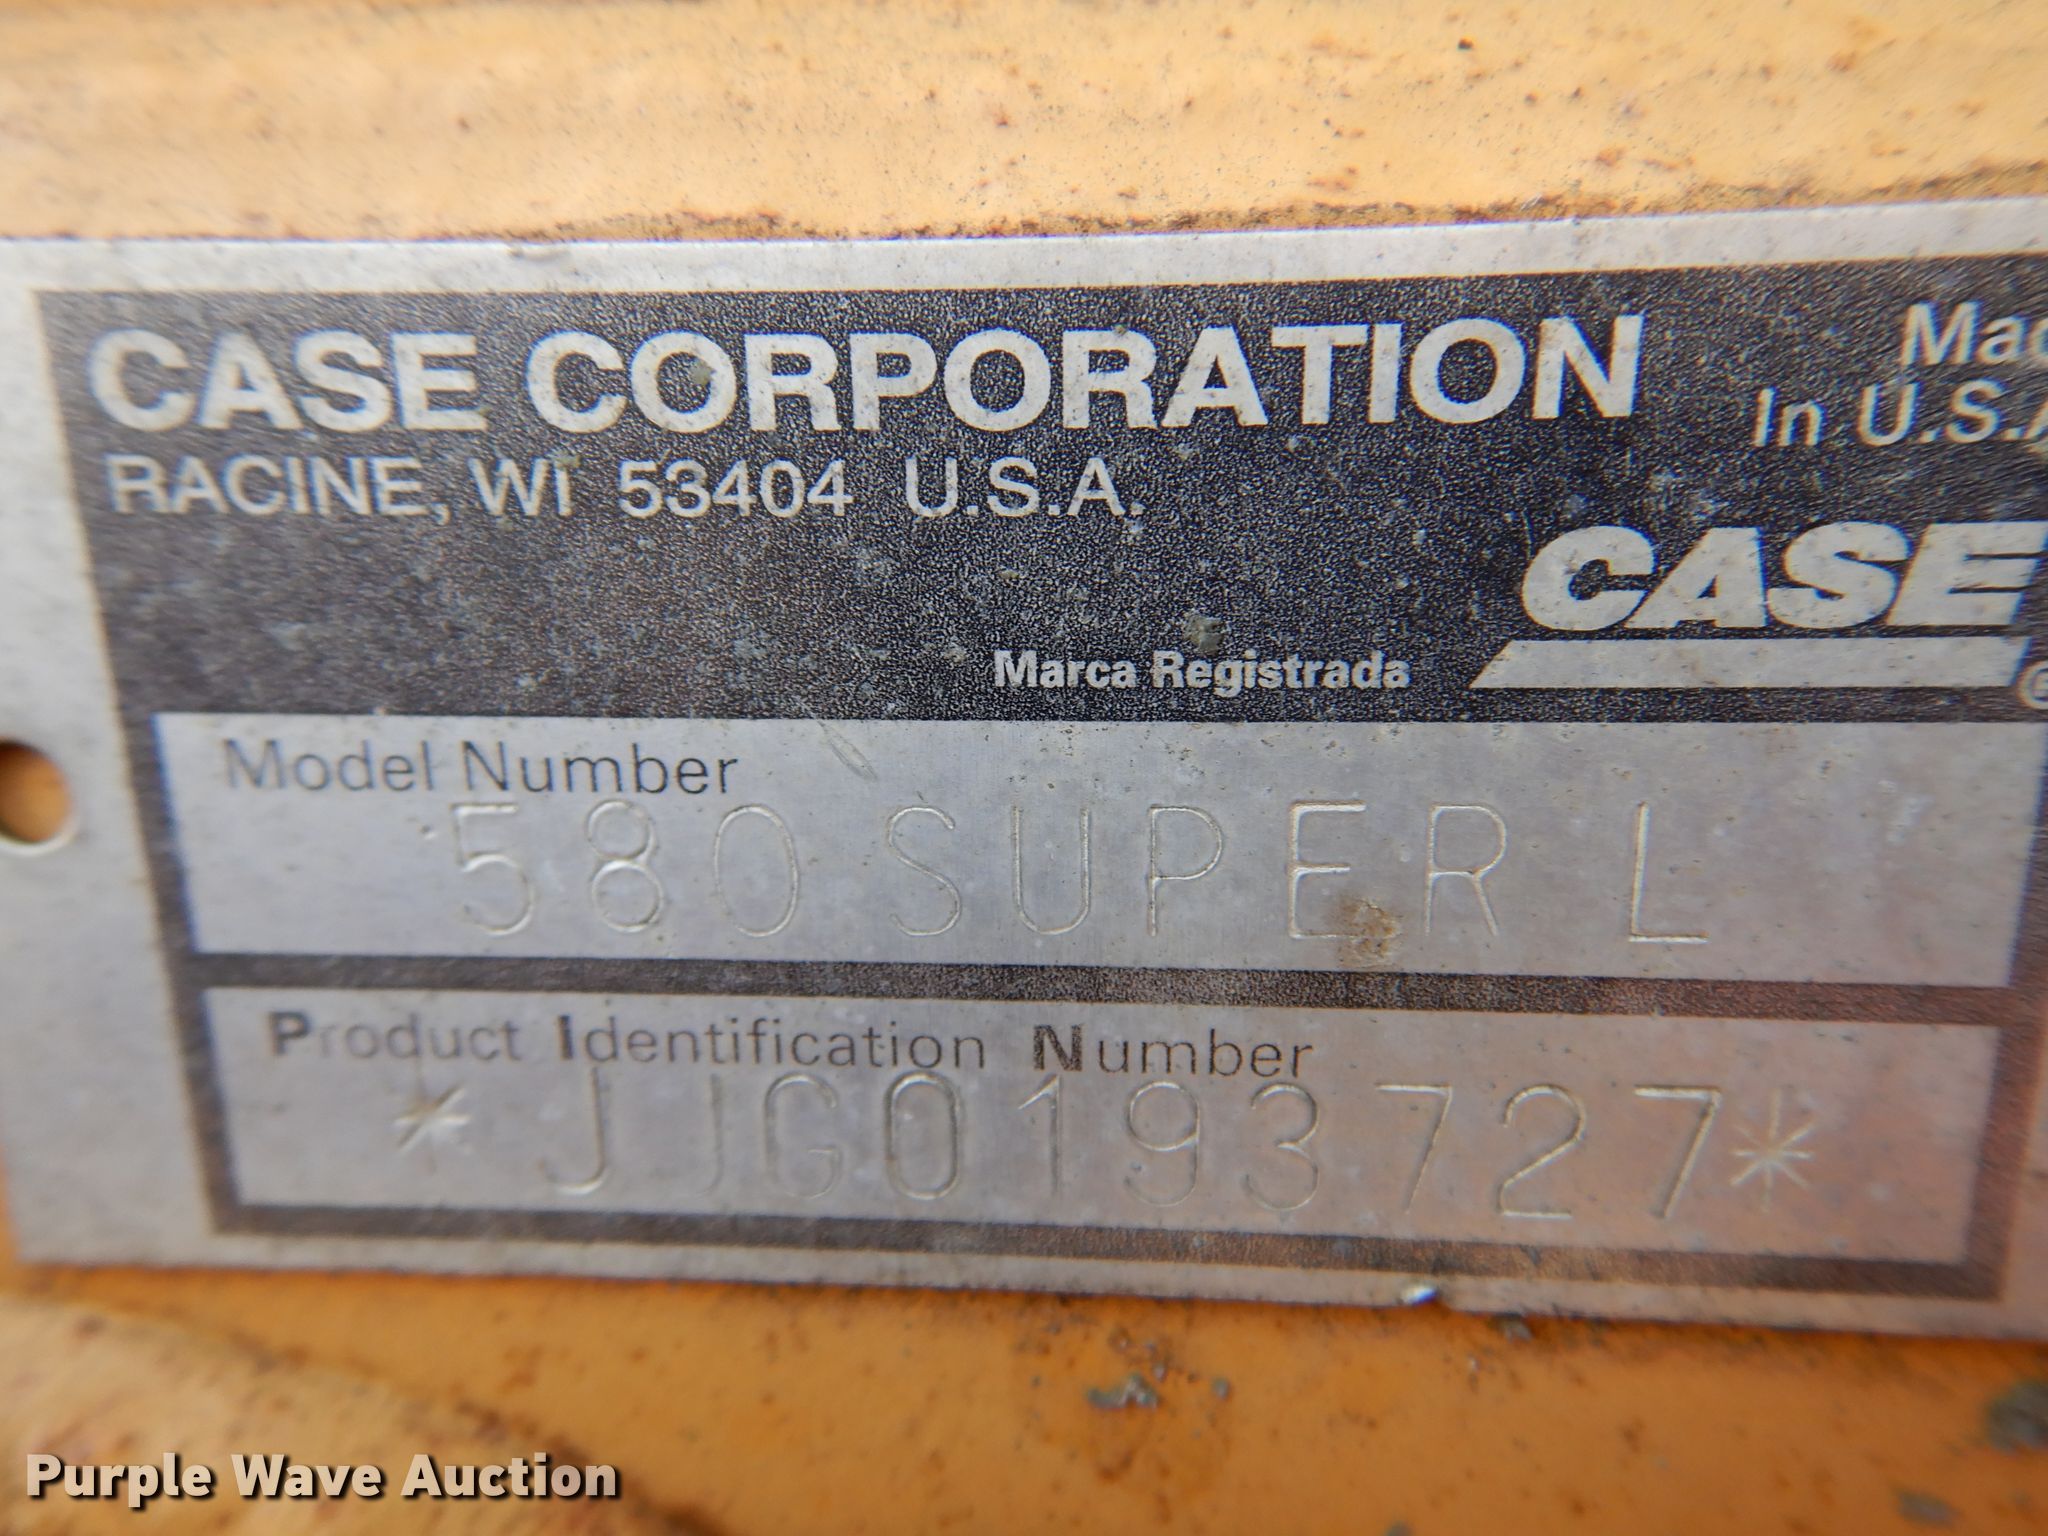 CASE CORPORATION
RACINE, WI 53404 U.S.A.
In U.S.A
CASE
Marca Registrada
Model Number
580 SUPER L
Product Identification Number
*JJG0193727*
Purple Wave Auction